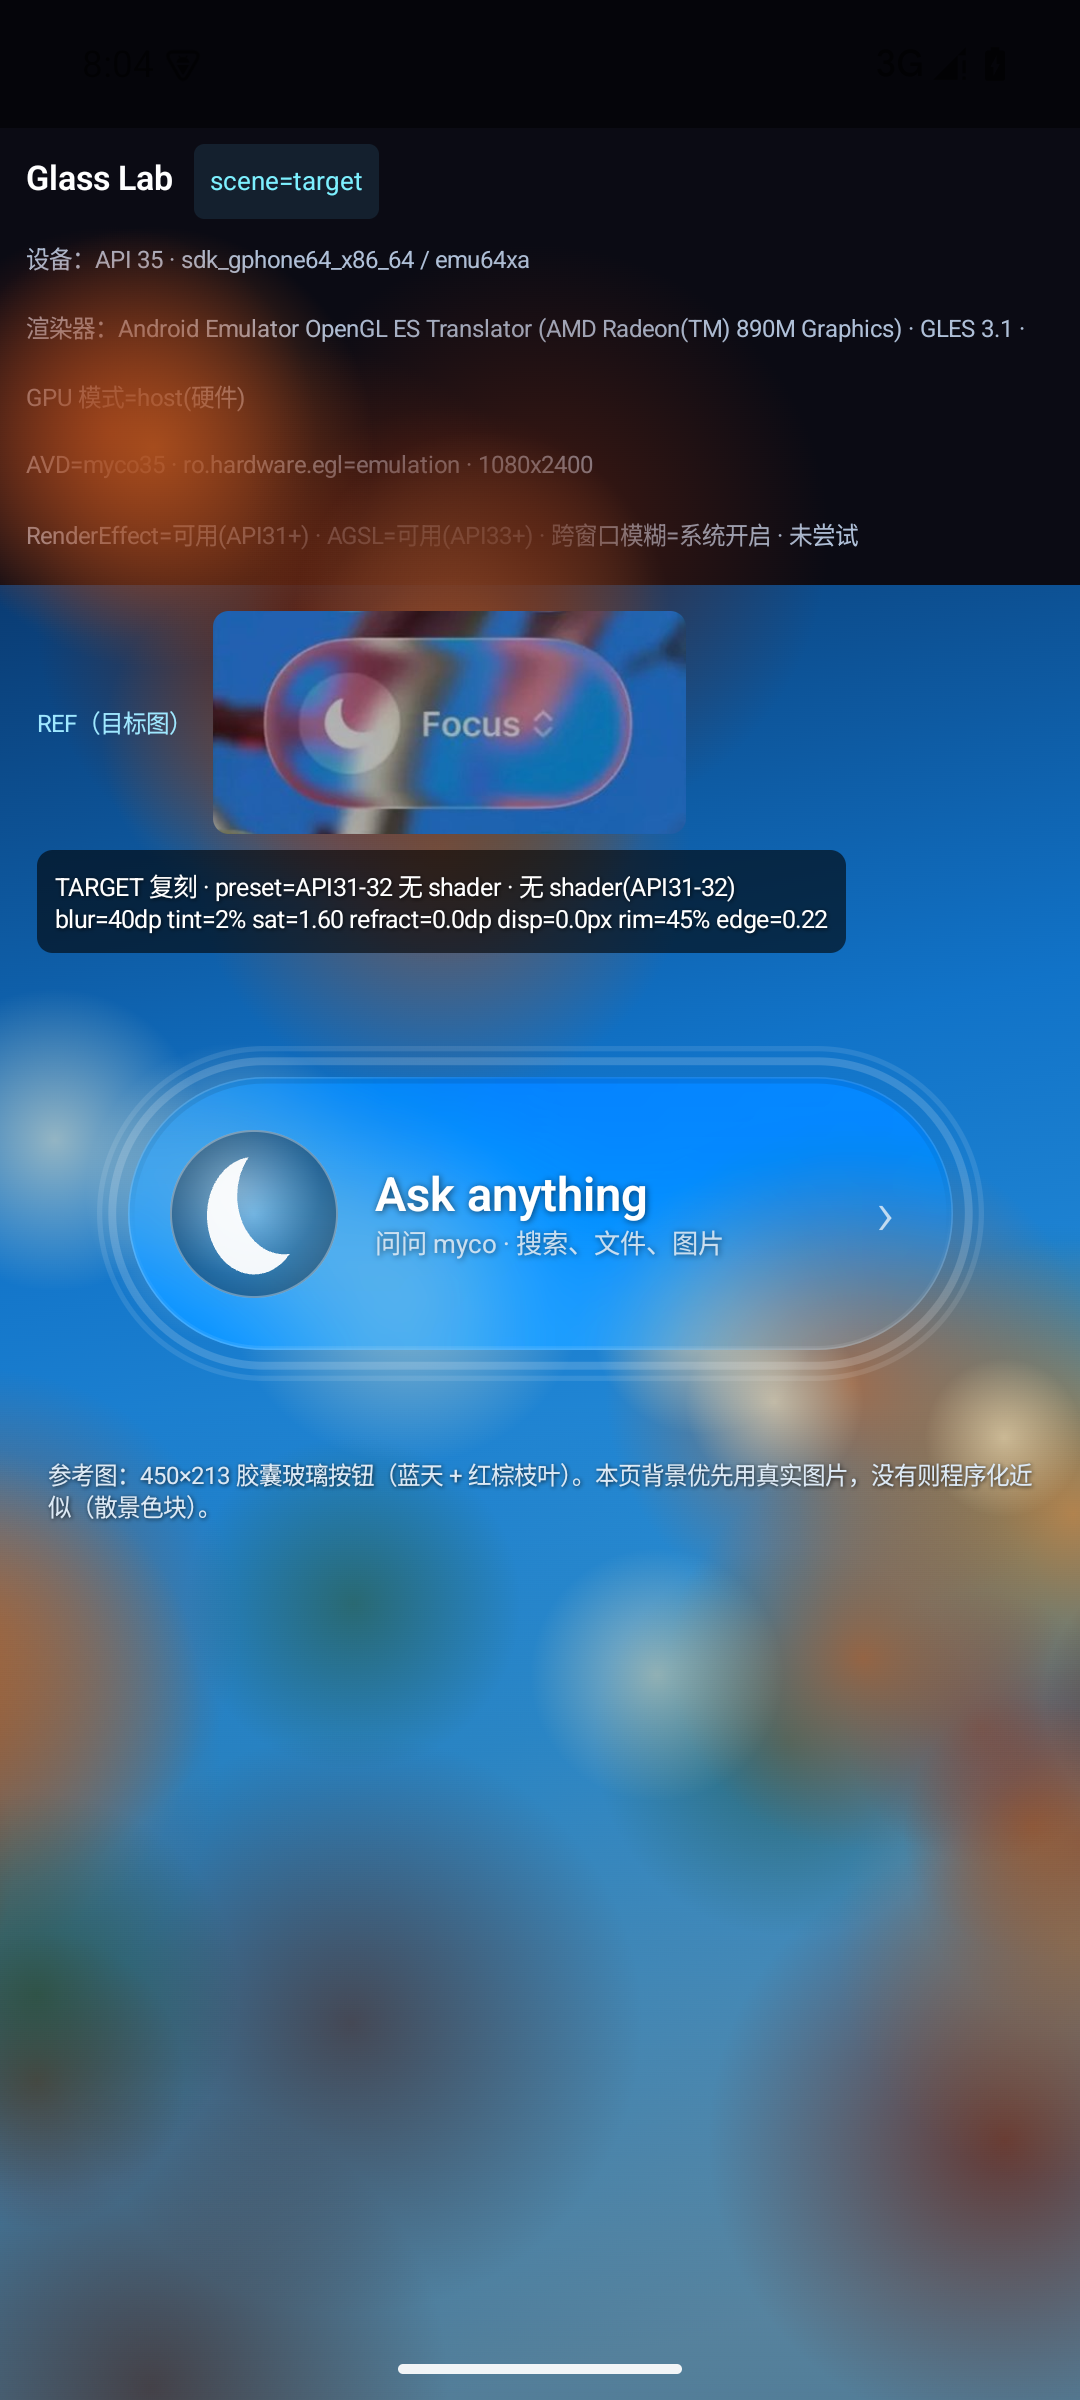 8:04 3G
Glass Lab scene=target
设备：API 35 · sdk_gphone64_x86_64 / emu64xa
渲染器：Android Emulator OpenGL ES Translator (AMD Radeon(TM) 890M Graphics) · GLES 3.1 ·
GPU 模式=host(硬件)
AVD=myco35 · ro.hardware.egl=emulation · 1080x2400
RenderEffect=可用(API31+) · AGSL=可用(API33+) · 跨窗口模糊=系统开启 · 未尝试
REF（目标图）
Focus
TARGET 复刻 · preset=API31-32 无 shader · 无 shader(API31-32)
blur=40dp tint=2% sat=1.60 refract=0.0dp disp=0.0px rim=45% edge=0.22
Ask anything
问问 myco · 搜索、文件、图片
参考图：450×213 胶囊玻璃按钮（蓝天 + 红棕枝叶）。本页背景优先用真实图片，没有则程序化近
似（散景色块）。